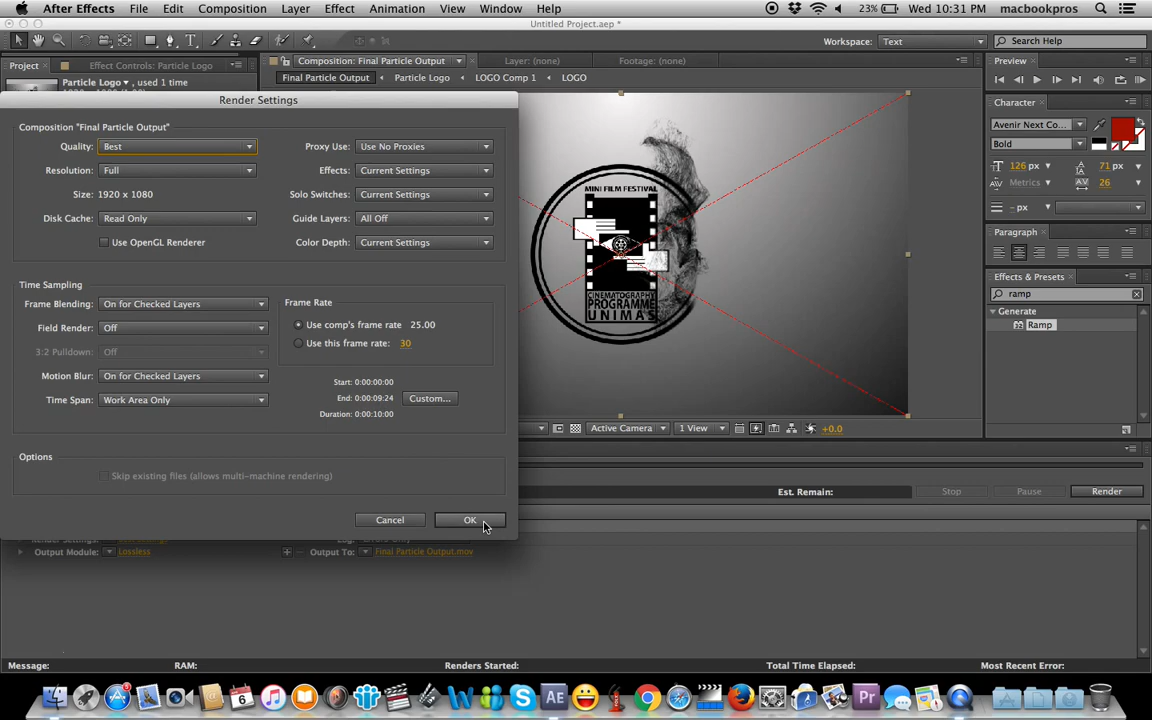 After Effects File Edit Composition Layer Effect Animation View Window Help 23% Wed 10:31 PM macbookpros
Untitled Project.aep *
Workspace: Text Search Help
Project Effect Controls: Particle Logo Composition: Final Particle Output Layer: (none) Footage: (none) Preview
Particle Logo, used 1 time
Final Particle Output Particle Logo LOGO Comp 1 LOGO
Render Settings
Composition "Final Particle Output"
Quality: Best Proxy Use: Use No Proxies
Resolution: Full Effects: Current Settings
Size: 1920 x 1080 Solo Switches: Current Settings
Disk Cache: Read Only Guide Layers: All Off
Use OpenGL Renderer Color Depth: Current Settings
Time Sampling
Frame Blending: On for Checked Layers Frame Rate
Field Render: Off Use comp's frame rate 25.00
3:2 Pulldown: Off Use this frame rate: 30
Motion Blur: On for Checked Layers Start: 0:00:00:00
Time Span: Work Area Only End: 0:00:09:24 Custom...
Duration: 0:00:10:00
Options
Skip existing files (allows multi-machine rendering)
Cancel OK
MINI FILM FESTIVAL
CINEMATOGRAPHY
PROGRAMME
UNIMAS
Character
Avenir Next Co...
Bold
126 px 71 px
Metrics 26
- px
Paragraph
Effects & Presets
ramp
Generate
Ramp
Active Camera 1 View +0.0
Est. Remain: Stop Pause Render
Output Module: Lossless Output To: Final Particle Output.mov
Message: RAM: Renders Started: Total Time Elapsed: Most Recent Error: